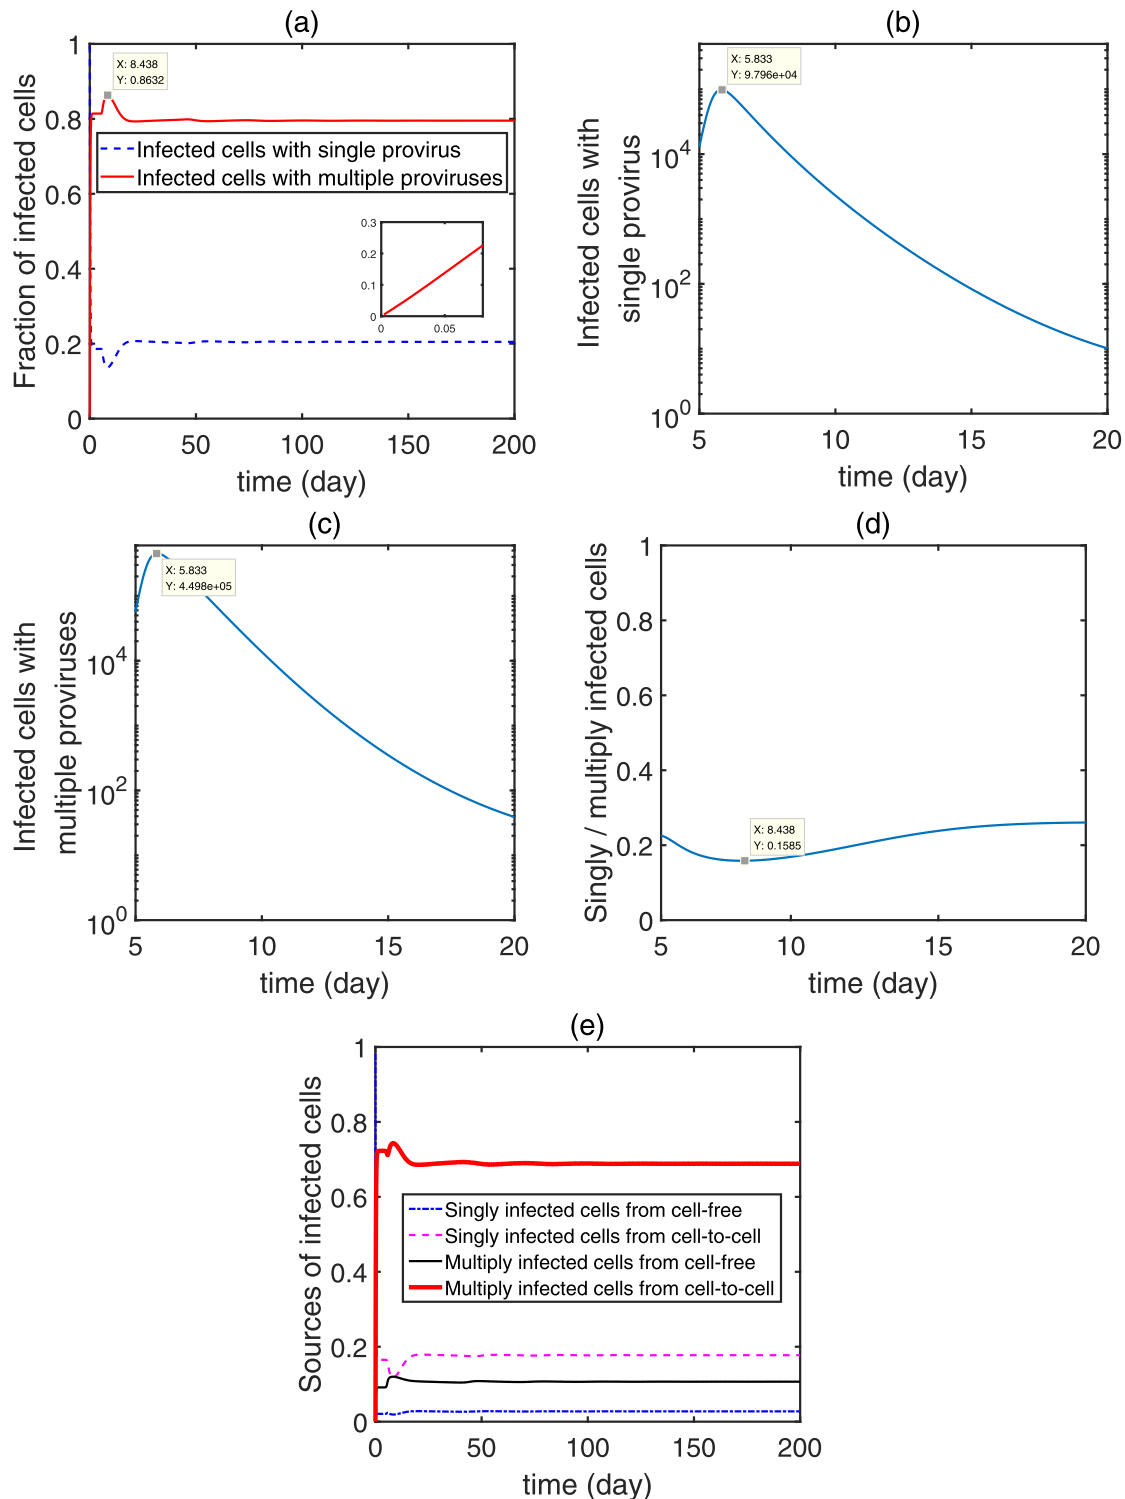 (a)
Fraction of infected cells
1
0.8
0.6
0.4
0.2
0
X: 8.438
Y: 0.8632
Infected cells with single provirus
Infected cells with multiple proviruses
0.3
0.2
0.1
0
0 0.05
0 50 100 150 200
time (day)
(b)
Infected cells with
single provirus
X: 5.833
Y: 9.796e+04
10^4
10^2
10^0
5 10 15 20
time (day)
(c)
Infected cells with
multiple proviruses
X: 5.833
Y: 4.498e+05
10^4
10^2
10^0
5 10 15 20
time (day)
(d)
Singly / multiply infected cells
1
0.8
0.6
0.4
0.2
0
X: 8.438
Y: 0.1585
5 10 15 20
time (day)
(e)
Sources of infected cells
1
0.8
0.6
0.4
0.2
0
Singly infected cells from cell-free
Singly infected cells from cell-to-cell
Multiply infected cells from cell-free
Multiply infected cells from cell-to-cell
0 50 100 150 200
time (day)